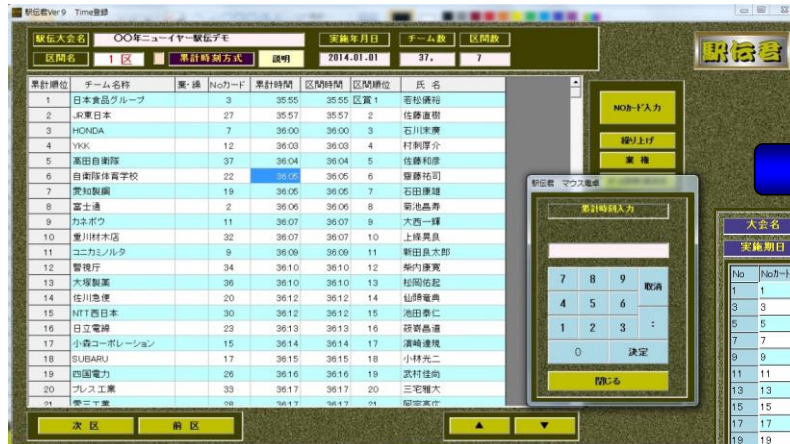 駅伝君Ver9 Time登録
駅伝大会名 〇〇年ニューイヤー駅伝デモ 実施年月日 チーム数 区間数
区間名 1 区 累計時刻方式 説明 2014.01.01 37. 7
駅伝君
累計順位 チーム名称 棄・繰 Noカード 累計時間 区間時間 区間順位 氏 名
1 日本食品グループ 3 35:55 35:55 区賞1 若松儀裕
2 JR東日本 27 35:57 35:57 2 佐藤直樹
3 HONDA 7 36:00 36:00 3 石川末廣
4 YKK 12 36:03 36:03 4 村刺厚介
5 高田自衛隊 37 36:04 36:04 5 佐藤和彦
6 自衛隊体育学校 22 36:05 36:05 6 齋藤祐司
7 愛知製鋼 19 36:05 36:05 7 石田康雄
8 富士通 2 36:06 36:06 8 菊池昌寿
9 カネボウ 11 36:07 36:07 9 大西一輝
10 重川材木店 32 36:07 36:07 10 上條晃良
11 コニカミノルタ 9 36:09 36:09 11 新田良太郎
12 警視庁 34 36:10 36:10 12 柴内康寛
13 大塚製薬 36 36:10 36:10 13 松岡佑起
14 佐川急便 20 36:12 36:12 14 山頭竜典
15 NTT西日本 30 36:12 36:12 15 池田泰仁
16 日立電線 23 36:13 36:13 16 萩嵜昌道
17 小森コーポレーション 15 36:14 36:14 17 濱崎達規
18 SUBARU 17 36:15 36:15 18 小林光二
19 四国電力 26 36:16 36:16 19 武村佳尚
20 プレス工業 33 36:17 36:17 20 三宅雅大
21 愛三工業 28 36:17 36:17 21
次 区 前 区 ▲ ▼
NOカード入力
繰り上げ
棄 権
駅伝君 マウス電卓
累計時刻入力
7 8 9 取消
4 5 6
1 2 3 :
0 決定
閉じる
大会名
実施期日
No Noカード
1 1
3 3
5 5
7 7
9 9
11 11
13 13
15 15
17 17
19 19